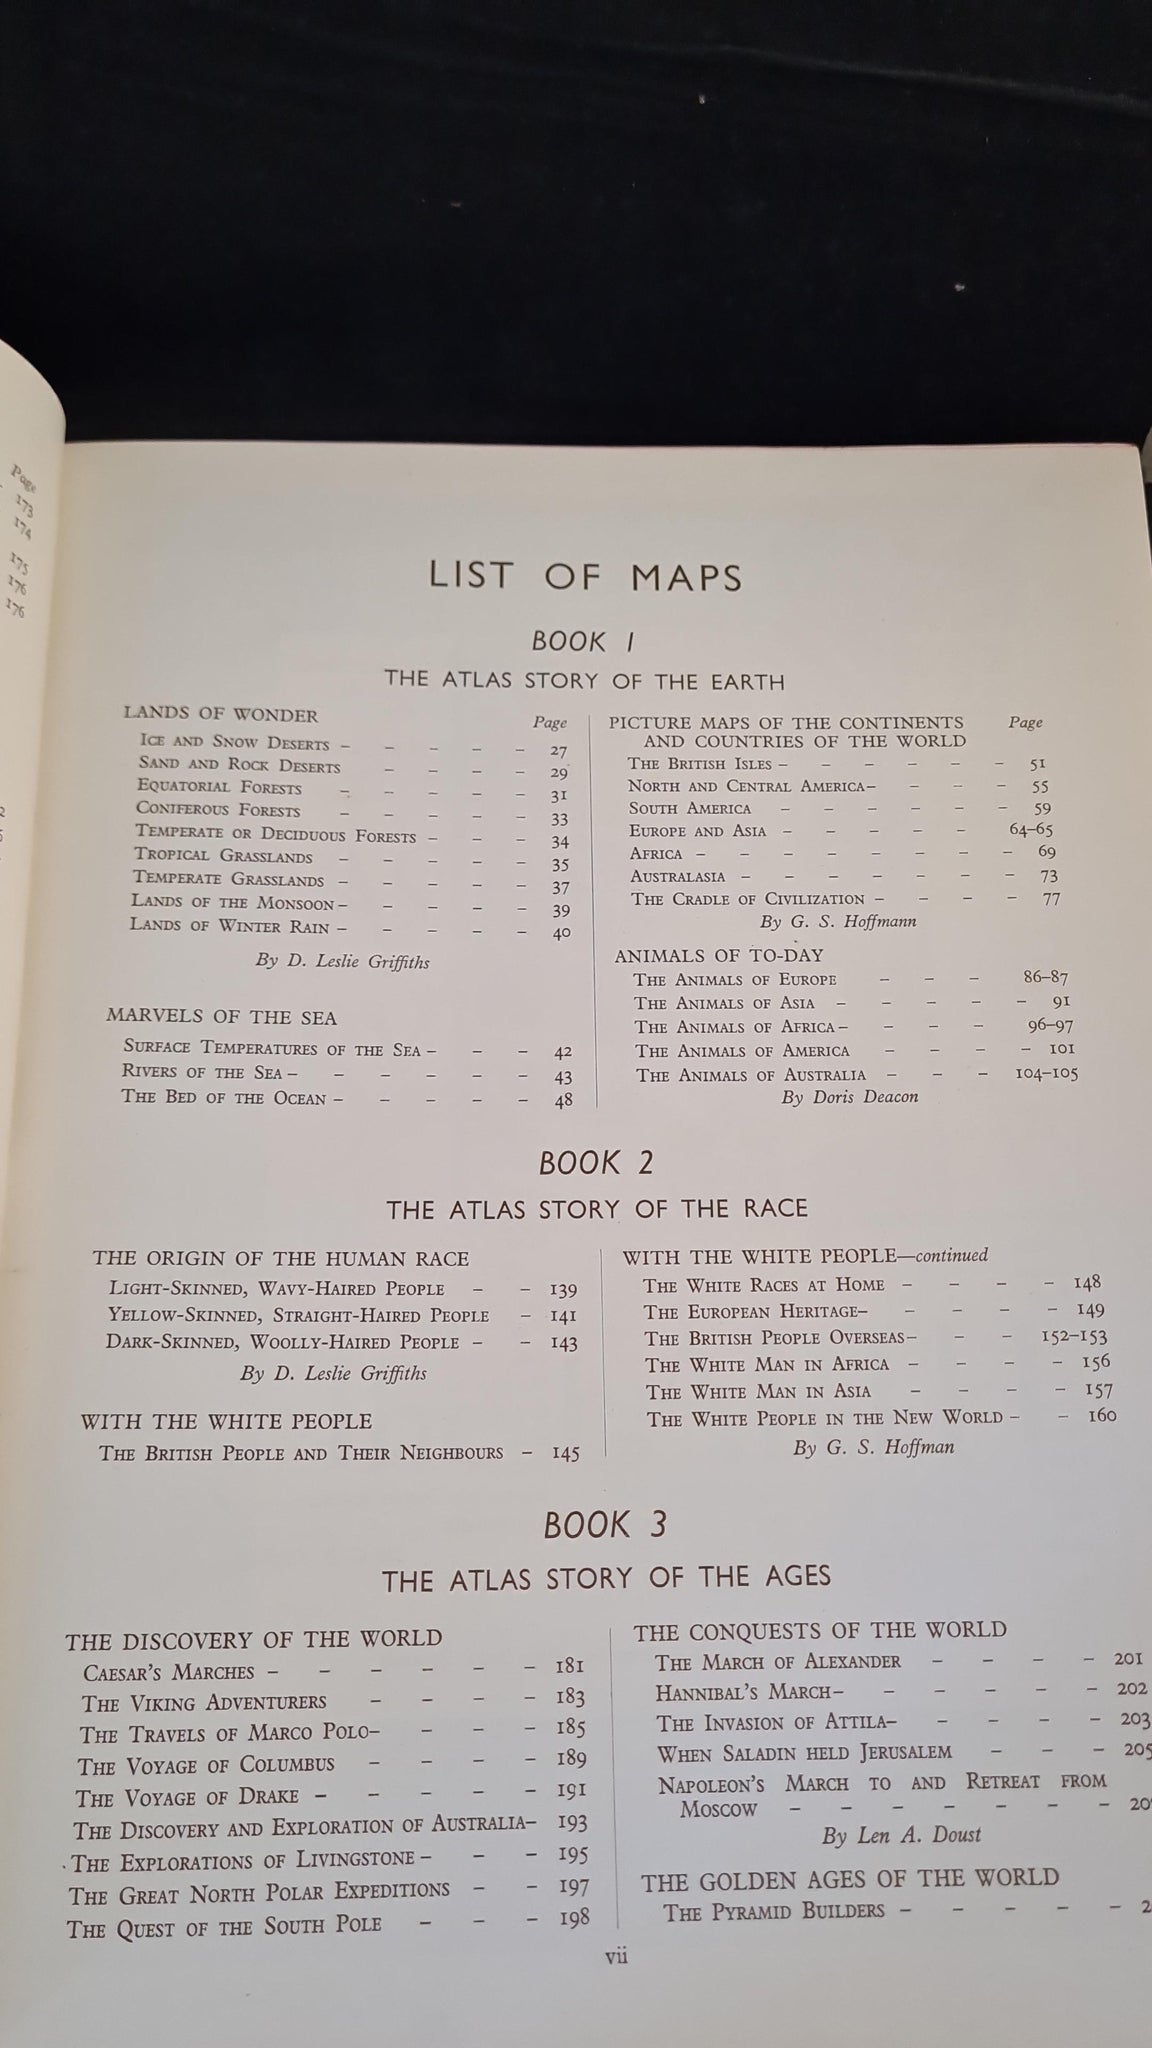 Page
173
174
175
176
176
LIST OF MAPS
BOOK 1
THE ATLAS STORY OF THE EARTH
LANDS OF WONDER Page
ICE AND SNOW DESERTS – – – – – 27
SAND AND ROCK DESERTS – – – – 29
EQUATORIAL FORESTS – – – – – 31
CONIFEROUS FORESTS – – – – – 33
TEMPERATE OR DECIDUOUS FORESTS – – – 34
TROPICAL GRASSLANDS – – – – – 35
TEMPERATE GRASSLANDS – – – – – 37
LANDS OF THE MONSOON – – – – – 39
LANDS OF WINTER RAIN – – – – – 40
By D. Leslie Griffiths
MARVELS OF THE SEA
SURFACE TEMPERATURES OF THE SEA – – – 42
RIVERS OF THE SEA – – – – – – 43
THE BED OF THE OCEAN – – – – – 48
PICTURE MAPS OF THE CONTINENTS Page
AND COUNTRIES OF THE WORLD
THE BRITISH ISLES – – – – – – 51
NORTH AND CENTRAL AMERICA – – – – 55
SOUTH AMERICA – – – – – – 59
EUROPE AND ASIA – – – – – 64–65
AFRICA – – – – – – – – 69
AUSTRALASIA – – – – – – – 73
THE CRADLE OF CIVILIZATION – – – – 77
By G. S. Hoffmann
ANIMALS OF TO-DAY
THE ANIMALS OF EUROPE – – – 86–87
THE ANIMALS OF ASIA – – – – – 91
THE ANIMALS OF AFRICA – – – – 96–97
THE ANIMALS OF AMERICA – – – – 101
THE ANIMALS OF AUSTRALIA – – – 104–105
By Doris Deacon
BOOK 2
THE ATLAS STORY OF THE RACE
THE ORIGIN OF THE HUMAN RACE
LIGHT-SKINNED, WAVY-HAIRED PEOPLE – – 139
YELLOW-SKINNED, STRAIGHT-HAIRED PEOPLE – 141
DARK-SKINNED, WOOLLY-HAIRED PEOPLE – – 143
By D. Leslie Griffiths
WITH THE WHITE PEOPLE
THE BRITISH PEOPLE AND THEIR NEIGHBOURS – 145
WITH THE WHITE PEOPLE—continued
THE WHITE RACES AT HOME – – – – 148
THE EUROPEAN HERITAGE – – – – – 149
THE BRITISH PEOPLE OVERSEAS – – – 152–153
THE WHITE MAN IN AFRICA – – – – 156
THE WHITE MAN IN ASIA – – – – 157
THE WHITE PEOPLE IN THE NEW WORLD – – 160
By G. S. Hoffman
BOOK 3
THE ATLAS STORY OF THE AGES
THE DISCOVERY OF THE WORLD
CAESAR'S MARCHES – – – – – – 181
THE VIKING ADVENTURERS – – – – 183
THE TRAVELS OF MARCO POLO – – – – 185
THE VOYAGE OF COLUMBUS – – – – 189
THE VOYAGE OF DRAKE – – – – – 191
THE DISCOVERY AND EXPLORATION OF AUSTRALIA – 193
THE EXPLORATIONS OF LIVINGSTONE – – – 195
THE GREAT NORTH POLAR EXPEDITIONS – – 197
THE QUEST OF THE SOUTH POLE – – – 198
THE CONQUESTS OF THE WORLD
THE MARCH OF ALEXANDER – – – – 201
HANNIBAL'S MARCH – – – – – – 202
THE INVASION OF ATTILA – – – – – 203
WHEN SALADIN HELD JERUSALEM – – – 205
NAPOLEON'S MARCH TO AND RETREAT FROM
MOSCOW – – – – – – –
By Len A. Doust
THE GOLDEN AGES OF THE WORLD
THE PYRAMID BUILDERS – – – – –
vii